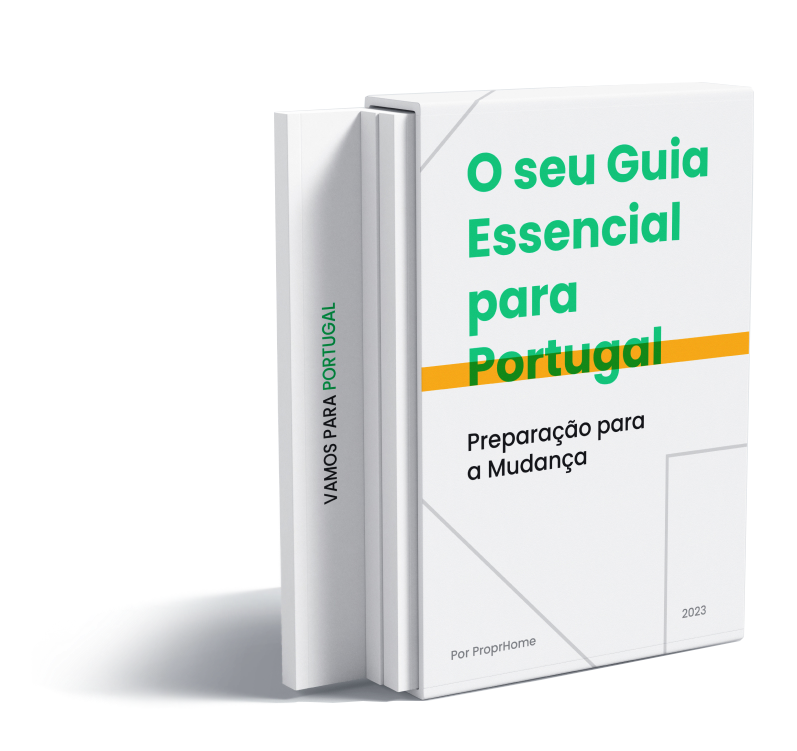 VAMOS PARA PORTUGAL
O seu Guia
Essencial
para
Portugal
Preparação para
a Mudança
Por ProprHome
2023